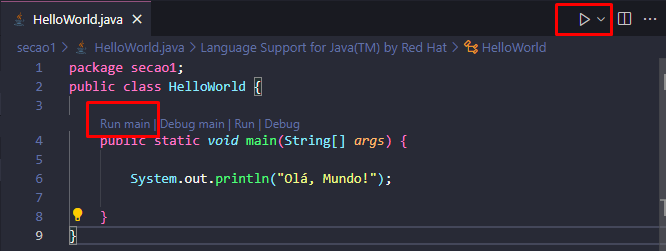 HelloWorld.java
secao1 > HelloWorld.java > Language Support for Java(TM) by Red Hat > HelloWorld
1 package secao1;
2 public class HelloWorld {
3
Run main | Debug main | Run | Debug
4 public static void main(String[] args) {
5
6 System.out.println("Olá, Mundo!");
7
8 }
9 }